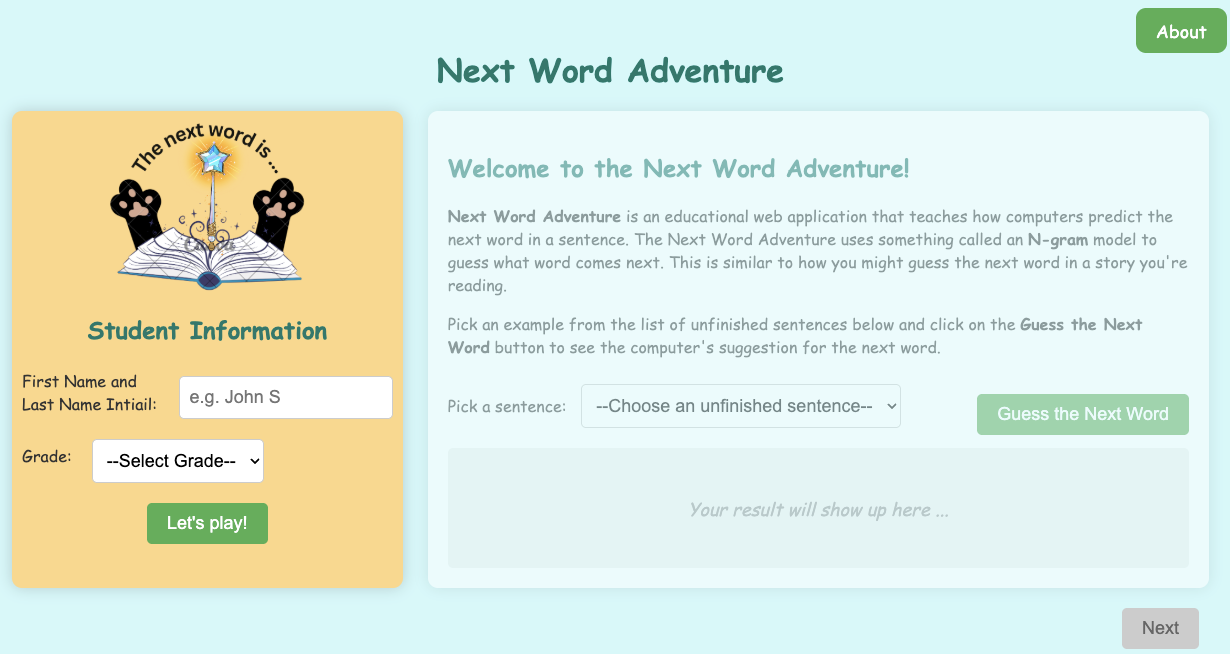 About
Next Word Adventure
The next word is ...
Student Information
First Name and
Last Name Intiail:
e.g. John S
Grade:
--Select Grade--
Let's play!
Welcome to the Next Word Adventure!
Next Word Adventure is an educational web application that teaches how computers predict the
next word in a sentence. The Next Word Adventure uses something called an N-gram model to
guess what word comes next. This is similar to how you might guess the next word in a story you're
reading.
Pick an example from the list of unfinished sentences below and click on the Guess the Next
Word button to see the computer's suggestion for the next word.
Pick a sentence:
--Choose an unfinished sentence--
Guess the Next Word
Your result will show up here ...
Next